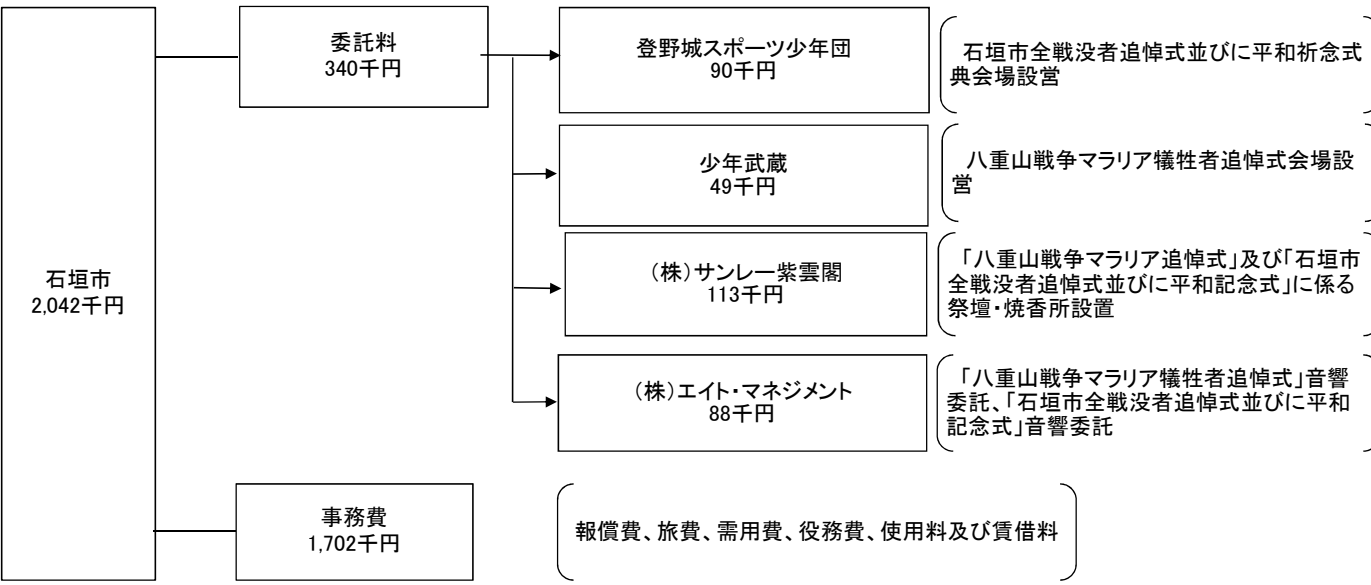 石垣市
2,042千円
委託料
340千円
登野城スポーツ少年団
90千円
石垣市全戦没者追悼式並びに平和祈念式
典会場設営
少年武蔵
49千円
八重山戦争マラリア犠牲者追悼式会場設
営
（株）サンレー紫雲閣
113千円
「八重山戦争マラリア追悼式」及び「石垣市
全戦没者追悼式並びに平和記念式」に係る
祭壇・焼香所設置
（株）エイト・マネジメント
88千円
「八重山戦争マラリア犠牲者追悼式」音響
委託、「石垣市全戦没者追悼式並びに平和
記念式」音響委託
事務費
1,702千円
報償費、旅費、需用費、役務費、使用料及び賃借料